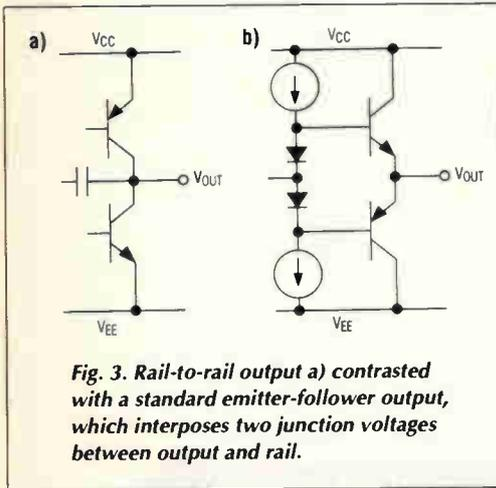 a)
VCC
VOUT
VEE
b)
VCC
VOUT
VEE
Fig. 3. Rail-to-rail output a) contrasted
with a standard emitter-follower output,
which interposes two junction voltages
between output and rail.